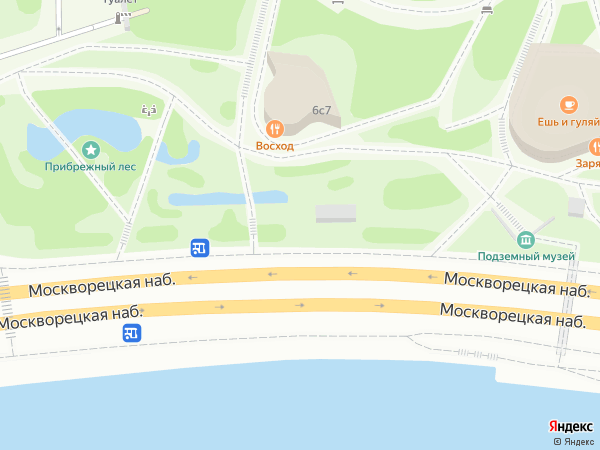 Туалет
6с7
Восход
Ешь и гуляй
Заря
Прибрежный лес
Подземный музей
Москворецкая наб.
Москворецкая наб.
Москворецкая наб.
Москворецкая наб.
Яндекс
© Яндекс